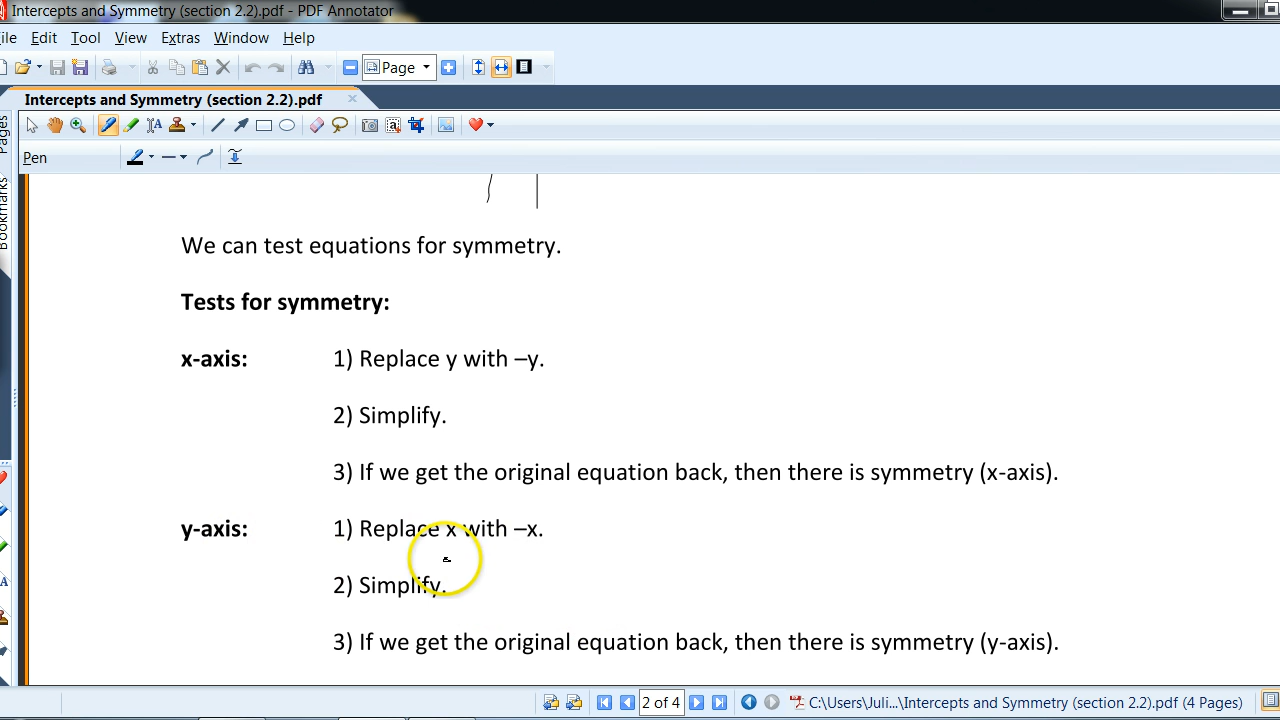 Intercepts and Symmetry (section 2.2).pdf - PDF Annotator
ile Edit Tool View Extras Window Help
Page
Intercepts and Symmetry (section 2.2).pdf
Pages
Bookmarks
Pen
We can test equations for symmetry.
Tests for symmetry:
x-axis: 1) Replace y with –y.
2) Simplify.
3) If we get the original equation back, then there is symmetry (x-axis).
y-axis: 1) Replace x with –x.
2) Simplify.
3) If we get the original equation back, then there is symmetry (y-axis).
2 of 4 C:\Users\Juli...\Intercepts and Symmetry (section 2.2).pdf (4 Pages)